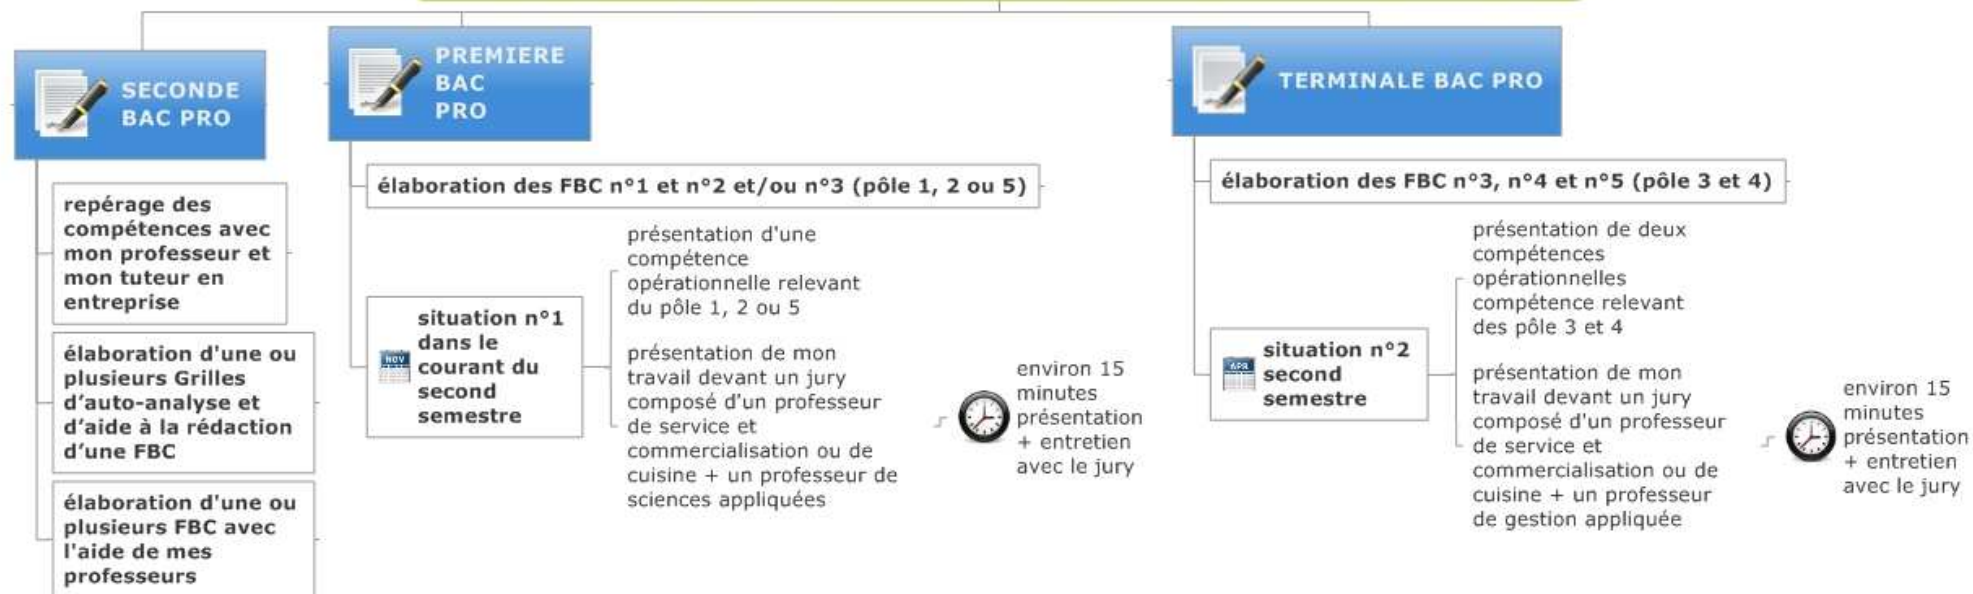 SECONDE
BAC PRO
repérage des
compétences avec
mon professeur et
mon tuteur en
entreprise
élaboration d'une ou
plusieurs Grilles
d’auto-analyse et
d’aide à la rédaction
d’une FBC
élaboration d'une ou
plusieurs FBC avec
l'aide de mes
professeurs
PREMIERE
BAC
PRO
élaboration des FBC n°1 et n°2 et/ou n°3 (pôle 1, 2 ou 5)
NOV
situation n°1
dans le
courant du
second
semestre
présentation d'une
compétence
opérationnelle relevant
du pôle 1, 2 ou 5
présentation de mon
travail devant un jury
composé d'un professeur
de service et
commercialisation ou de
cuisine + un professeur de
sciences appliquées
environ 15
minutes
présentation
+ entretien
avec le jury
TERMINALE BAC PRO
élaboration des FBC n°3, n°4 et n°5 (pôle 3 et 4)
APR
situation n°2
second
semestre
présentation de deux
compétences
opérationnelles
compétence relevant
des pôle 3 et 4
présentation de mon
travail devant un jury
composé d'un professeur
de service et
commercialisation ou de
cuisine + un professeur
de gestion appliquée
environ 15
minutes
présentation
+ entretien
avec le jury